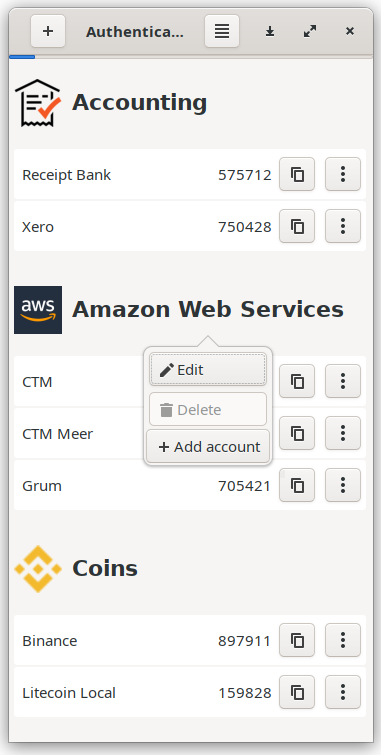 Authentica...
Accounting
Receipt Bank 575712
Xero 750428
aws
Amazon Web Services
Edit
CTM
Delete
CTM Meer
Add account
Grum 705421
Coins
Binance 897911
Litecoin Local 159828